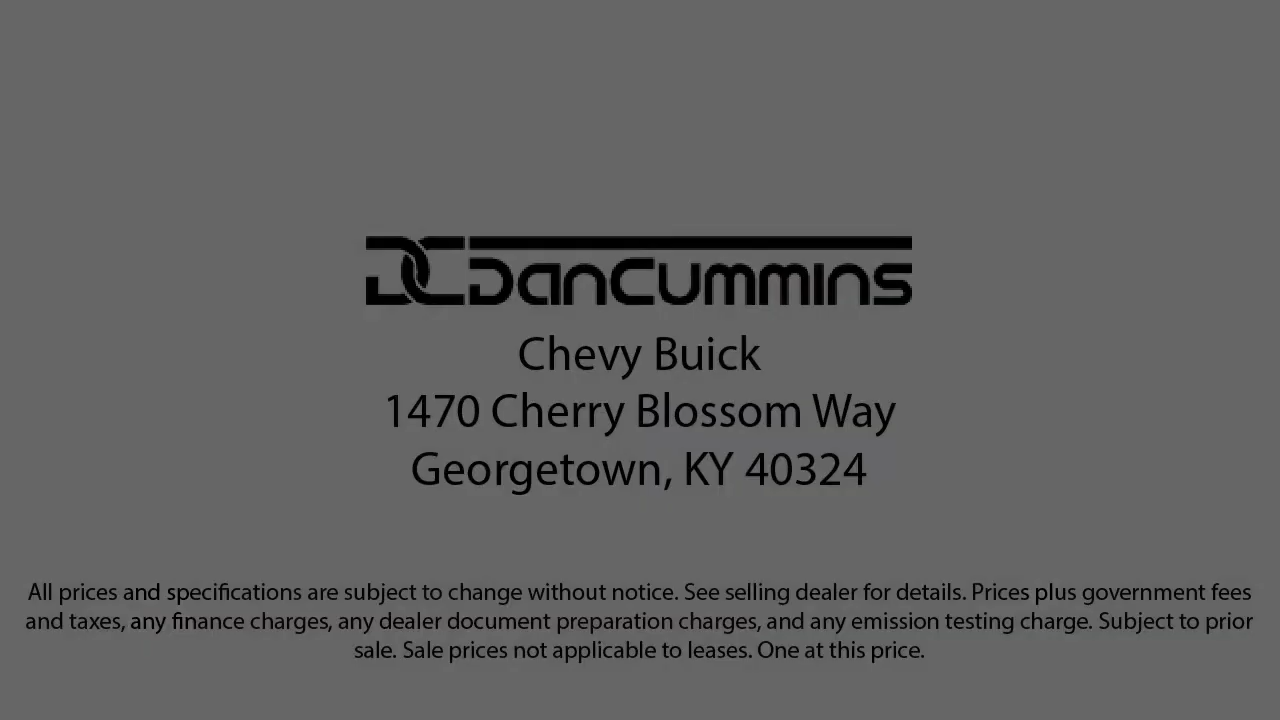 DC DanCummins
Chevy Buick
1470 Cherry Blossom Way
Georgetown, KY 40324
All prices and specifications are subject to change without notice. See selling dealer for details. Prices plus government fees
and taxes, any finance charges, any dealer document preparation charges, and any emission testing charge. Subject to prior
sale. Sale prices not applicable to leases. One at this price.